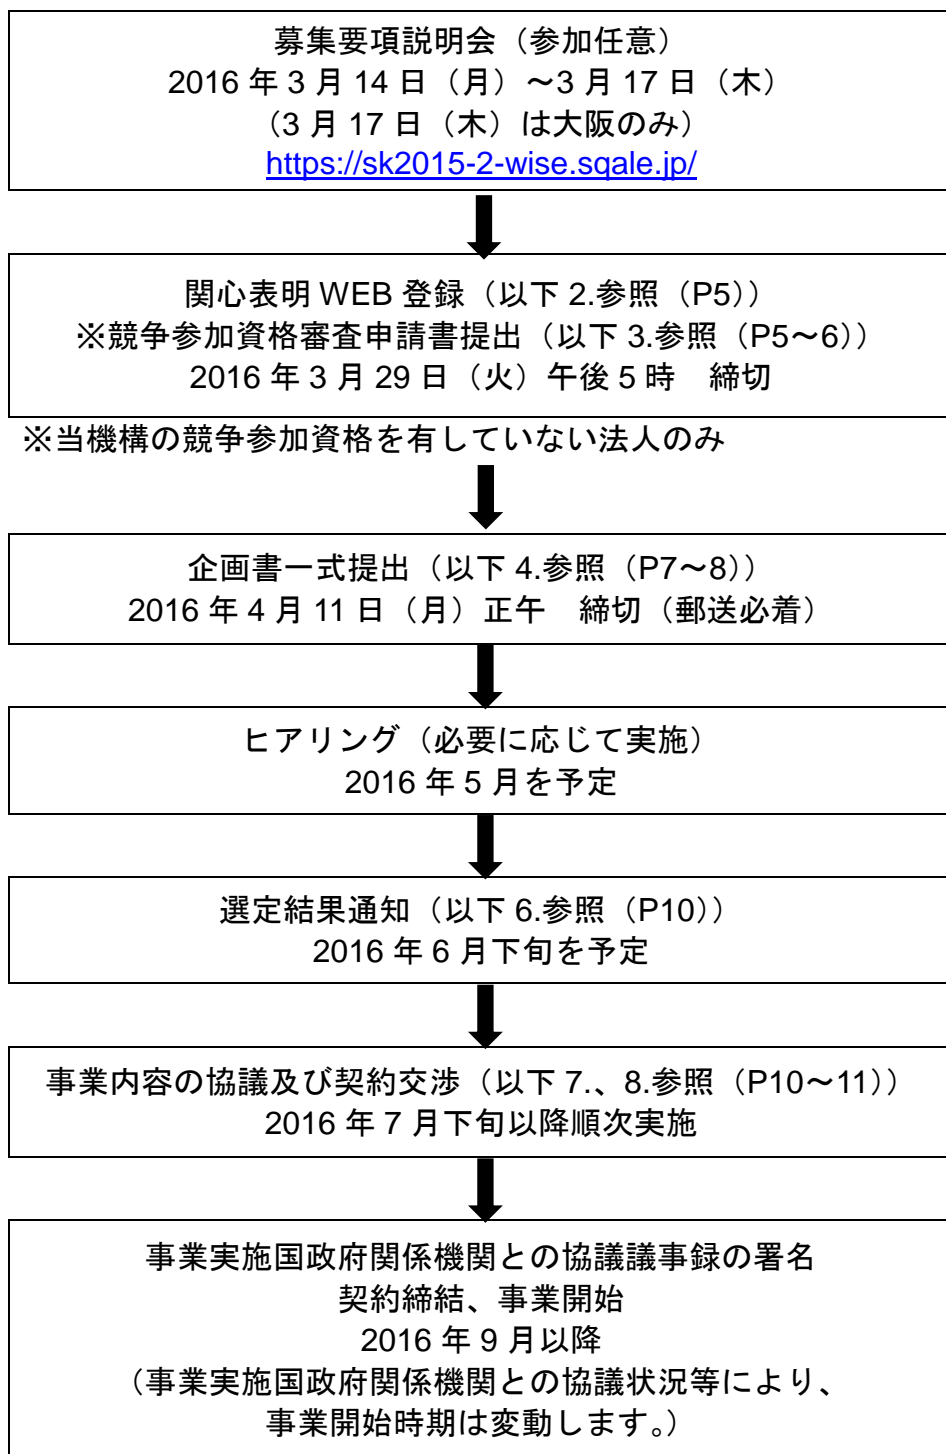 募集要項説明会（参加任意）
2016 年 3 月 14 日（月）～3 月 17 日（木）
（3 月 17 日（木）は大阪のみ）
https://sk2015-2-wise.sqale.jp/
関心表明 WEB 登録（以下 2.参照（P5））
※競争参加資格審査申請書提出（以下 3.参照（P5～6））
2016 年 3 月 29 日（火）午後 5 時　締切
※当機構の競争参加資格を有していない法人のみ
企画書一式提出（以下 4.参照（P7～8））
2016 年 4 月 11 日（月）正午　締切（郵送必着）
ヒアリング（必要に応じて実施）
2016 年 5 月を予定
選定結果通知（以下 6.参照（P10））
2016 年 6 月下旬を予定
事業内容の協議及び契約交渉（以下 7.、8.参照（P10～11））
2016 年 7 月下旬以降順次実施
事業実施国政府関係機関との協議議事録の署名
契約締結、事業開始
2016 年 9 月以降
（事業実施国政府関係機関との協議状況等により、
事業開始時期は変動します。）